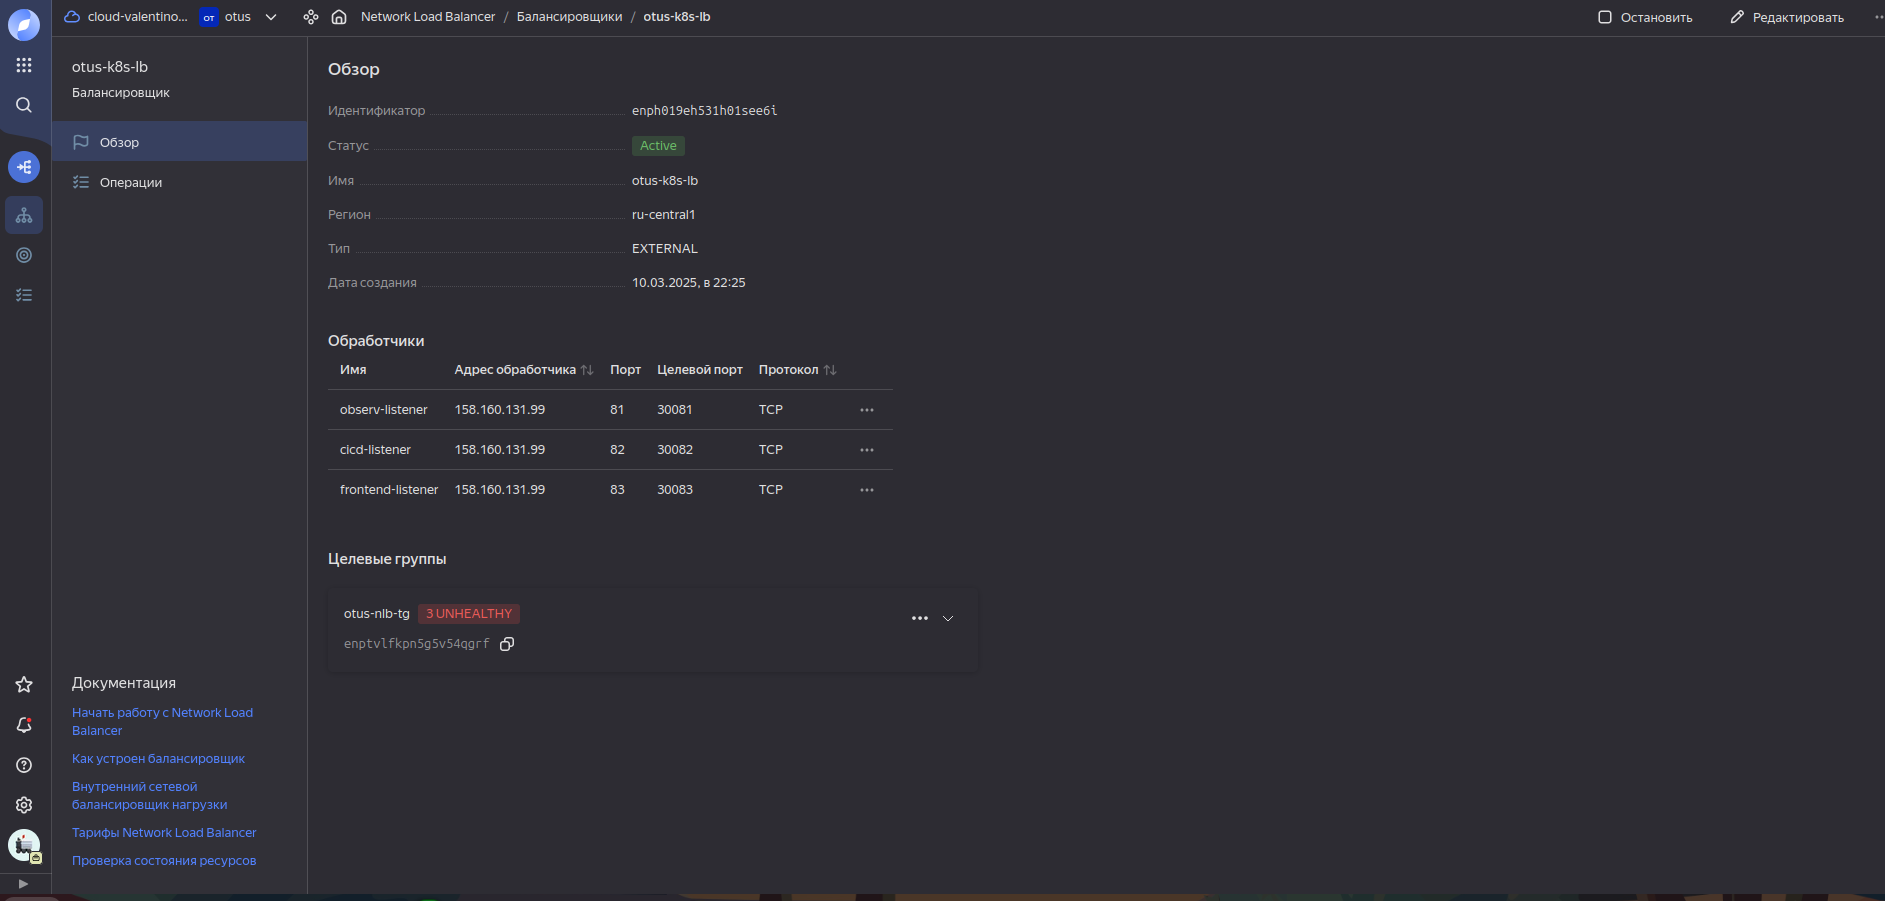 cloud-valentino... от otus Network Load Balancer / Балансировщики / otus-k8s-lb Остановить Редактировать
otus-k8s-lb
Балансировщик
Обзор
Операции
Обзор
Идентификатор enph019eh531h01see6i
Статус Active
Имя otus-k8s-lb
Регион ru-central1
Тип EXTERNAL
Дата создания 10.03.2025, в 22:25
Обработчики
Имя Адрес обработчика Порт Целевой порт Протокол
observ-listener 158.160.131.99 81 30081 TCP
cicd-listener 158.160.131.99 82 30082 TCP
frontend-listener 158.160.131.99 83 30083 TCP
Целевые группы
otus-nlb-tg 3 UNHEALTHY
enptvlfkpn5g5v54qgrf
Документация
Начать работу с Network Load
Balancer
Как устроен балансировщик
Внутренний сетевой
балансировщик нагрузки
Тарифы Network Load Balancer
Проверка состояния ресурсов